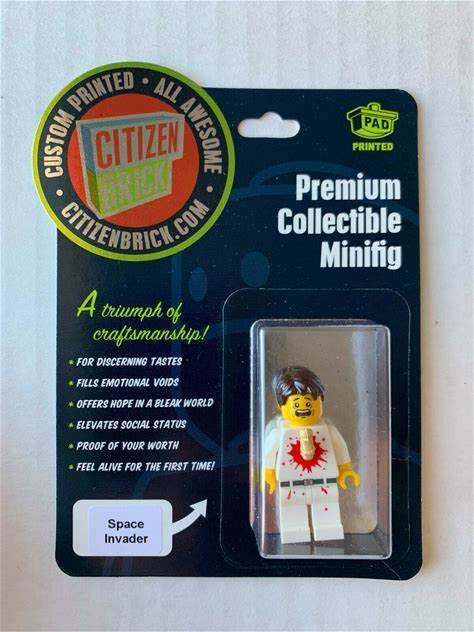 CUSTOM PRINTED • ALL AWESOME • CITIZENBRICK.COM •
CITIZEN
BRICK
PAD
PRINTED
Premium
Collectible
Minifig
A triumph of
craftsmanship!
* FOR DISCERNING TASTES
* FILLS EMOTIONAL VOIDS
* OFFERS HOPE IN A BLEAK WORLD
* ELEVATES SOCIAL STATUS
* PROOF OF YOUR WORTH
* FEEL ALIVE FOR THE FIRST TIME!
Space
Invader